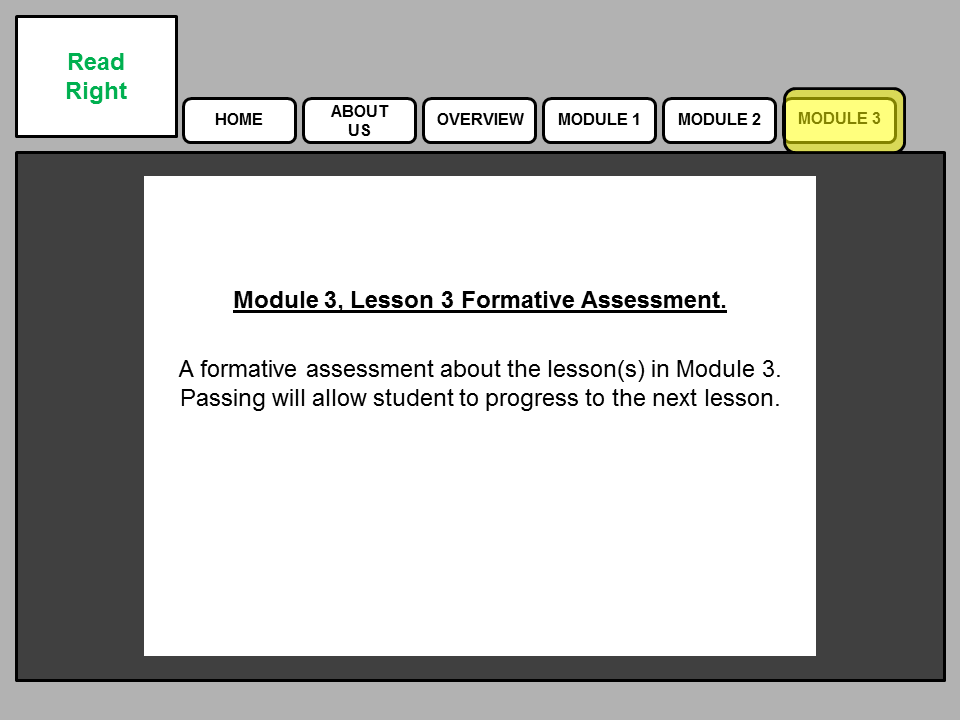 Read
Right
HOME
ABOUT
US
OVERVIEW
MODULE 1
MODULE 2
MODULE 3
Module 3, Lesson 3 Formative Assessment.
A formative assessment about the lesson(s) in Module 3.
Passing will allow student to progress to the next lesson.